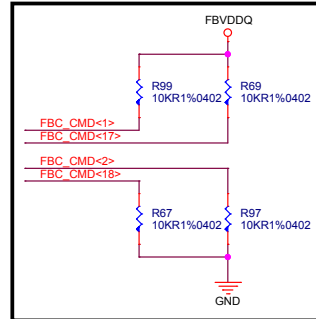 FBVDDQ
R99
10KR1%0402
R69
10KR1%0402
FBC_CMD<1>
FBC_CMD<17>
FBC_CMD<2>
FBC_CMD<18>
R67
10KR1%0402
R97
10KR1%0402
GND